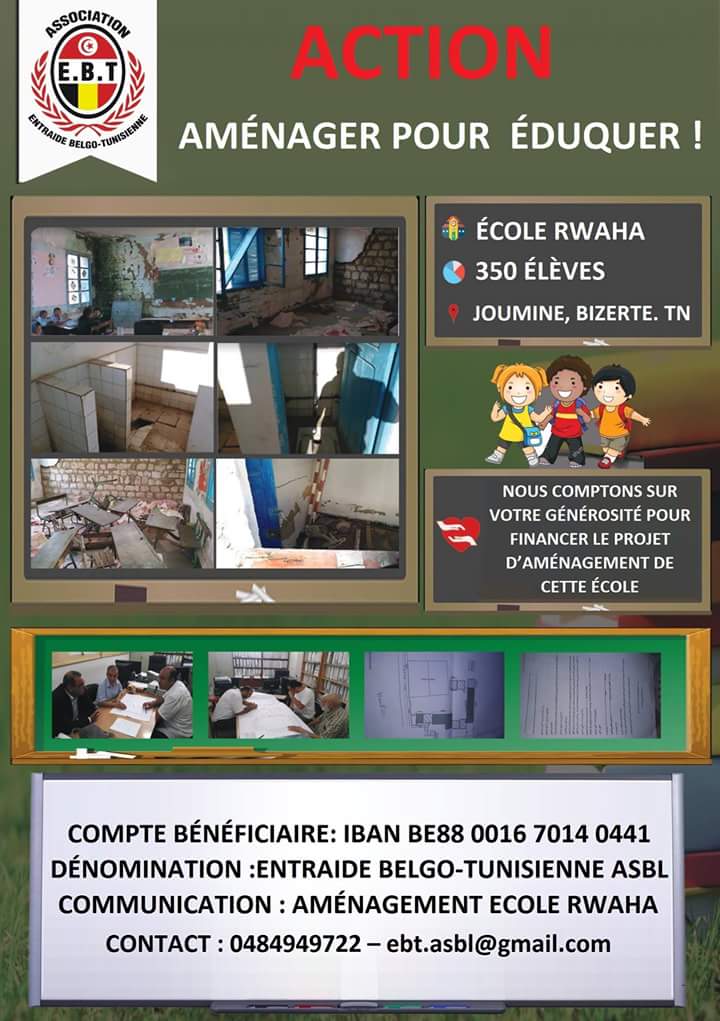 ASSOCIATION
E.B.T
ENTRAIDE BELGO-TUNISIENNE
ACTION
AMÉNAGER POUR ÉDUQUER !
ÉCOLE RWAHA
350 ÉLÈVES
JOUMINE, BIZERTE. TN
NOUS COMPTONS SUR
VOTRE GÉNÉROSITÉ POUR
FINANCER LE PROJET
D'AMÉNAGEMENT DE
CETTE ÉCOLE
COMPTE BÉNÉFICIAIRE: IBAN BE88 0016 7014 0441
DÉNOMINATION :ENTRAIDE BELGO-TUNISIENNE ASBL
COMMUNICATION : AMÉNAGEMENT ECOLE RWAHA
CONTACT : 0484949722 – ebt.asbl@gmail.com